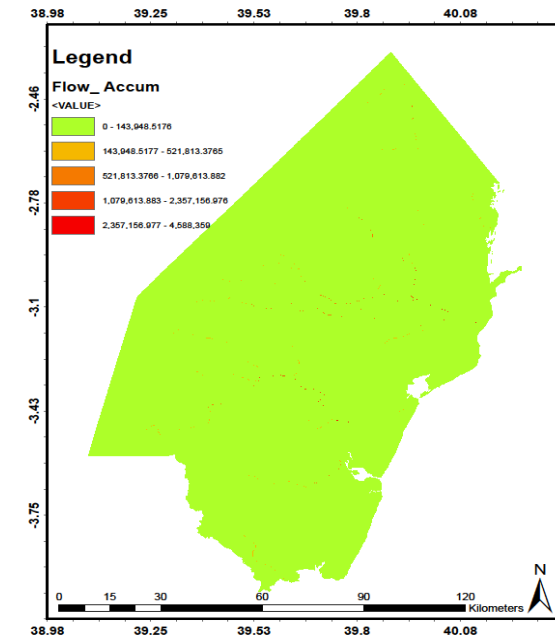 38.98 39.25 39.53 39.8 40.08
Legend
Flow_ Accum
<VALUE>
0 - 143,948.5176
143,948.5177 - 521,813.3765
521,813.3766 - 1,079,613.882
1,079,613.883 - 2,357,156.976
2,357,156.977 - 4,588,359
-2.46
-2.78
-3.1
-3.43
-3.75
N
0 15 30 60 90 120
Kilometers
38.98 39.25 39.53 39.8 40.08